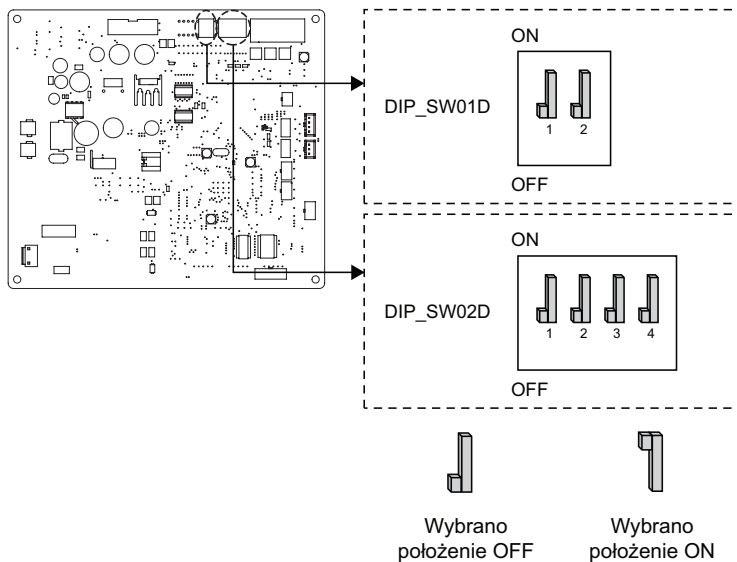 ON
DIP_SW01D
1 2
OFF
ON
DIP_SW02D
1 2 3 4
OFF
Wybrano
położenie OFF
Wybrano
położenie ON